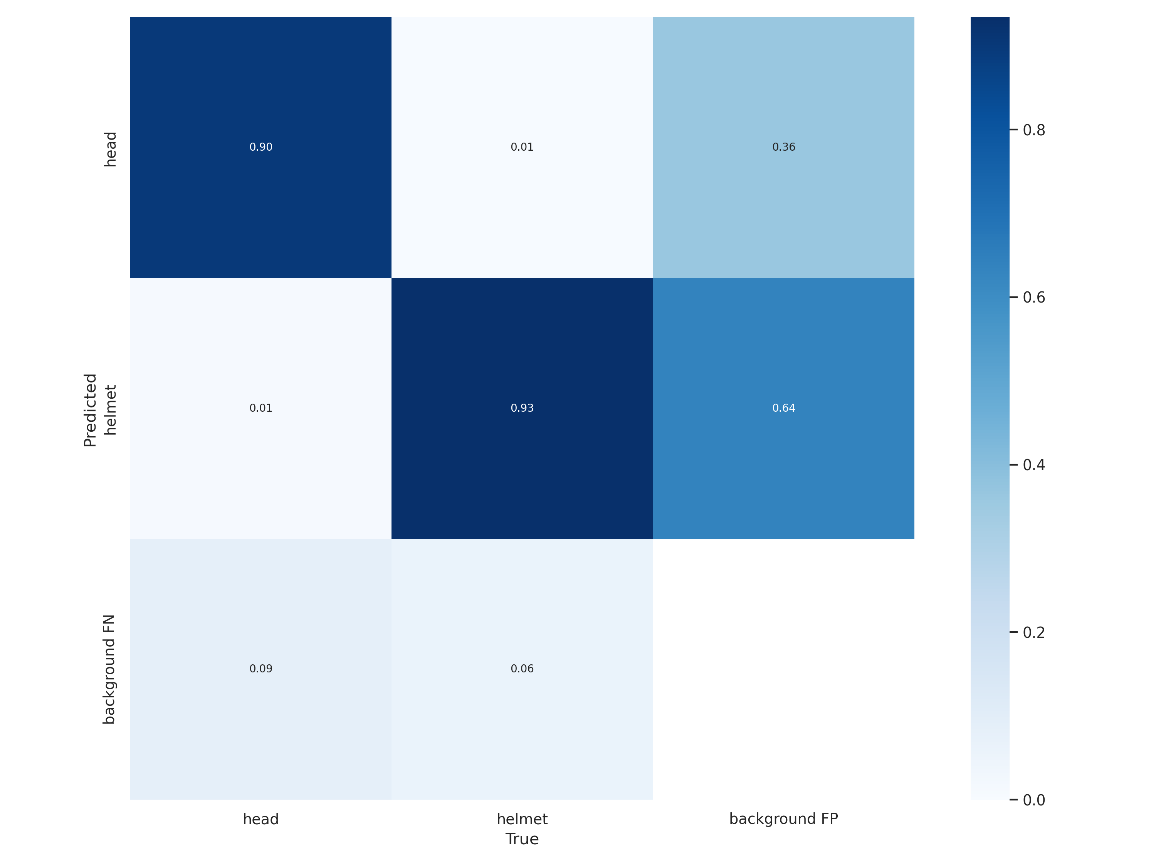 head
0.90
0.01
0.36
Predicted
helmet
0.01
0.93
0.64
background FN
0.09
0.06
head
helmet
background FP
True
0.8
0.6
0.4
0.2
0.0